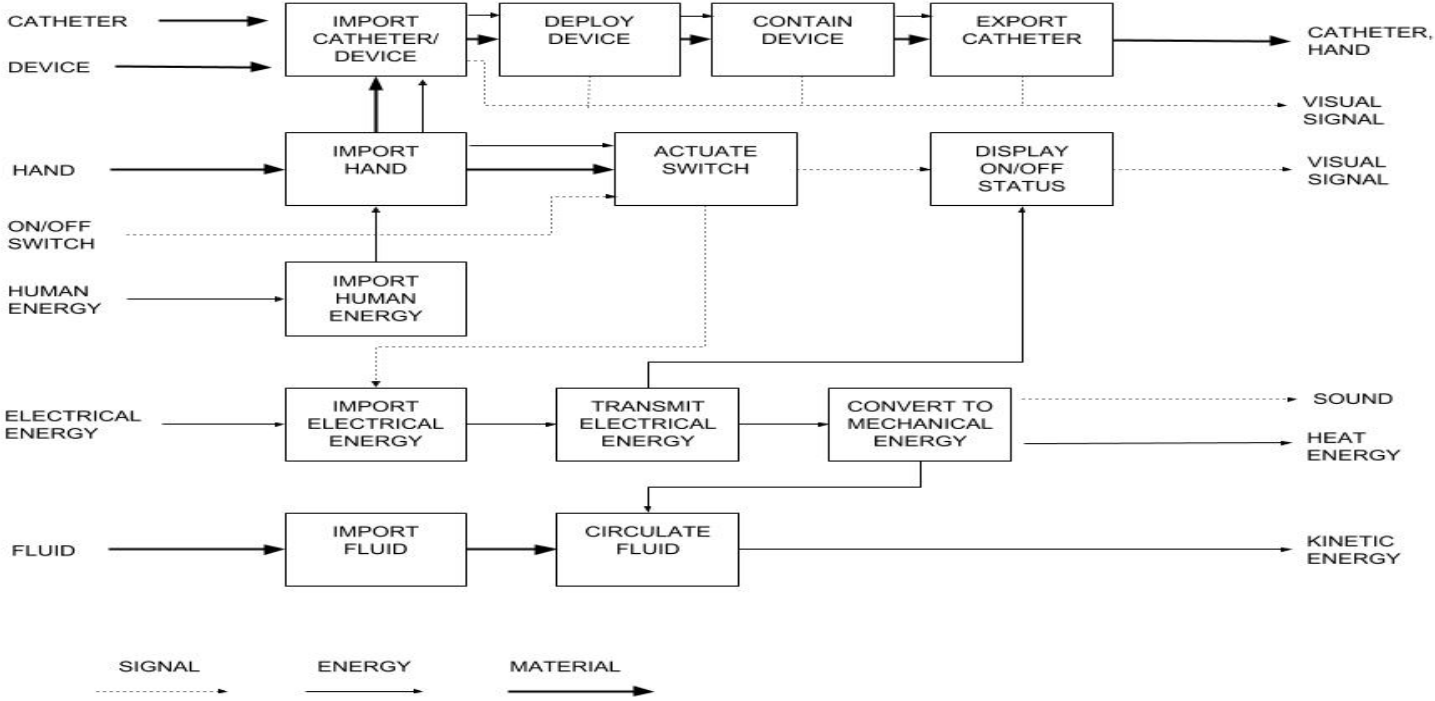 CATHETER
DEVICE
IMPORT
CATHETER/
DEVICE
DEPLOY
DEVICE
CONTAIN
DEVICE
EXPORT
CATHETER
CATHETER,
HAND
VISUAL
SIGNAL
HAND
IMPORT
HAND
ACTUATE
SWITCH
DISPLAY
ON/OFF
STATUS
VISUAL
SIGNAL
ON/OFF
SWITCH
HUMAN
ENERGY
IMPORT
HUMAN
ENERGY
ELECTRICAL
ENERGY
IMPORT
ELECTRICAL
ENERGY
TRANSMIT
ELECTRICAL
ENERGY
CONVERT TO
MECHANICAL
ENERGY
SOUND
HEAT
ENERGY
FLUID
IMPORT
FLUID
CIRCULATE
FLUID
KINETIC
ENERGY
SIGNAL
ENERGY
MATERIAL